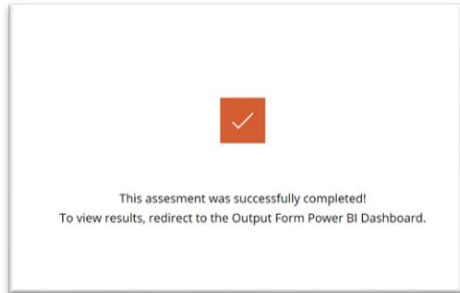 This assesment was successfully completed!
To view results, redirect to the Output Form Power BI Dashboard.